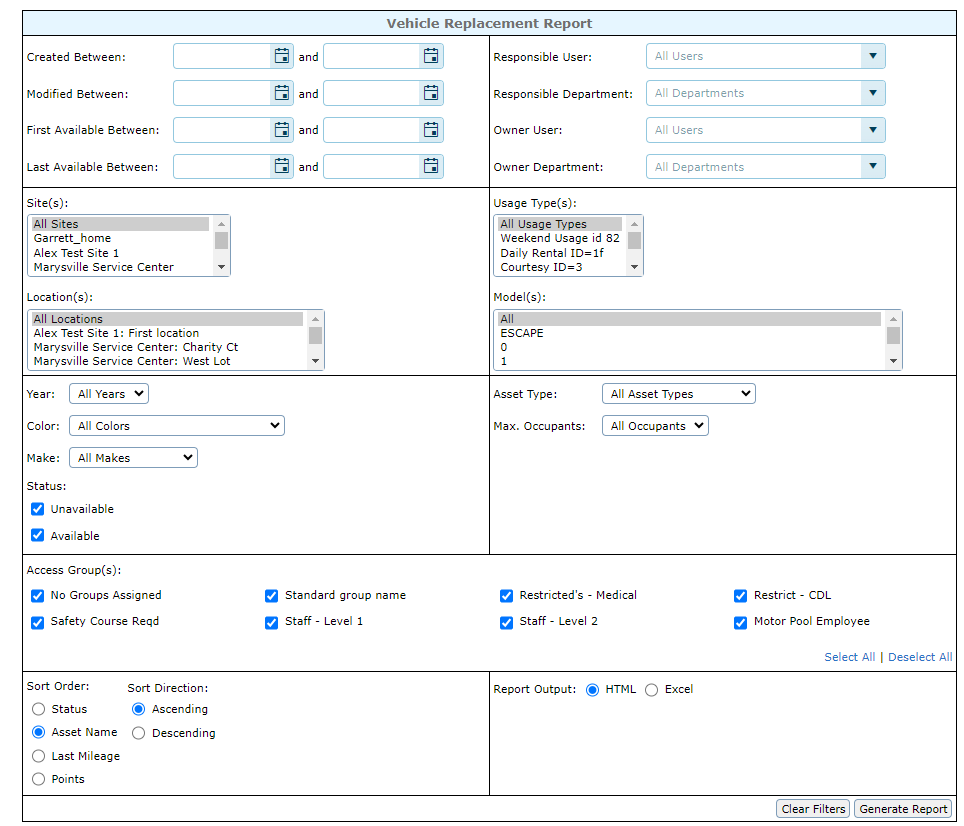 Vehicle Replacement Report
Created Between: and
Modified Between: and
First Available Between: and
Last Available Between: and
Responsible User: All Users
Responsible Department: All Departments
Owner User: All Users
Owner Department: All Departments
Site(s):
All Sites
Garrett_home
Alex Test Site 1
Marysville Service Center
Location(s):
All Locations
Alex Test Site 1: First location
Marysville Service Center: Charity Ct
Marysville Service Center: West Lot
Usage Type(s):
All Usage Types
Weekend Usage id 82
Daily Rental ID=1f
Courtesy ID=3
Model(s):
All
ESCAPE
0
1
Year: All Years
Color: All Colors
Make: All Makes
Status:
Unavailable
Available
Asset Type: All Asset Types
Max. Occupants: All Occupants
Access Group(s):
No Groups Assigned Standard group name Restricted's - Medical Restrict - CDL
Safety Course Reqd Staff - Level 1 Staff - Level 2 Motor Pool Employee
Select All | Deselect All
Sort Order:
Status
Asset Name
Last Mileage
Points
Sort Direction:
Ascending
Descending
Report Output: HTML Excel
Clear Filters Generate Report